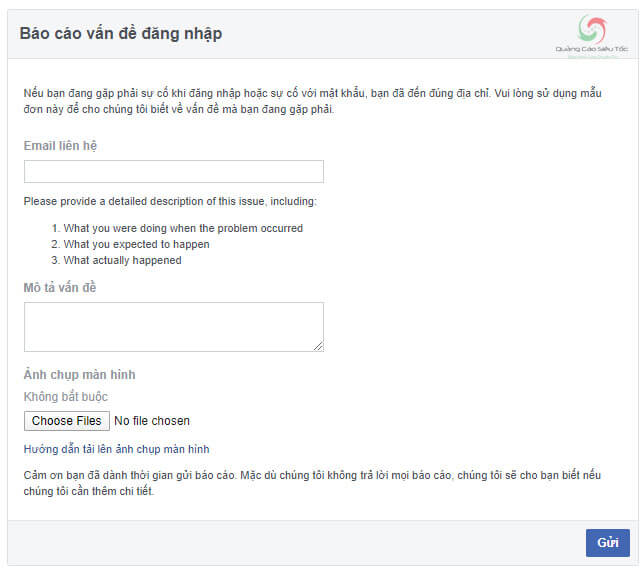 Báo cáo vấn đề đăng nhập
Quảng Cáo Siêu Tốc
Nếu bạn đang gặp phải sự cố khi đăng nhập hoặc sự cố với mật khẩu, bạn đã đến đúng địa chỉ. Vui lòng sử dụng mẫu
đơn này để cho chúng tôi biết về vấn đề mà bạn đang gặp phải.
Email liên hệ
Please provide a detailed description of this issue, including:
1. What you were doing when the problem occurred
2. What you expected to happen
3. What actually happened
Mô tả vấn đề
Ảnh chụp màn hình
Không bắt buộc
Choose Files No file chosen
Hướng dẫn tải lên ảnh chụp màn hình
Cảm ơn bạn đã dành thời gian gửi báo cáo. Mặc dù chúng tôi không trả lời mọi báo cáo, chúng tôi sẽ cho bạn biết nếu
chúng tôi cần thêm chi tiết.
Gửi